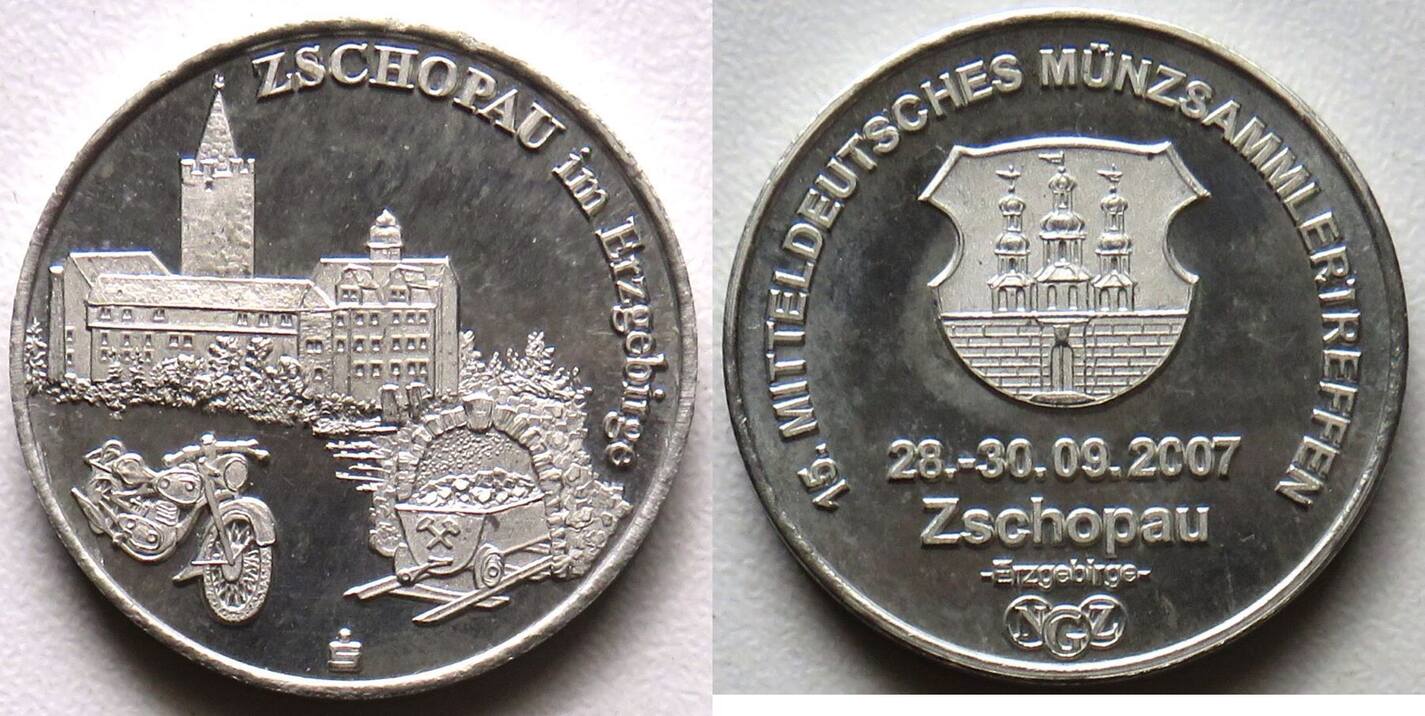 ZSCHOPAU im Erzgebirge
15. MITTELDEUTSCHES MÜNZSAMMLERTREFFEN
28.-30.09.2007
Zschopau
-Erzgebirge-
NGZ